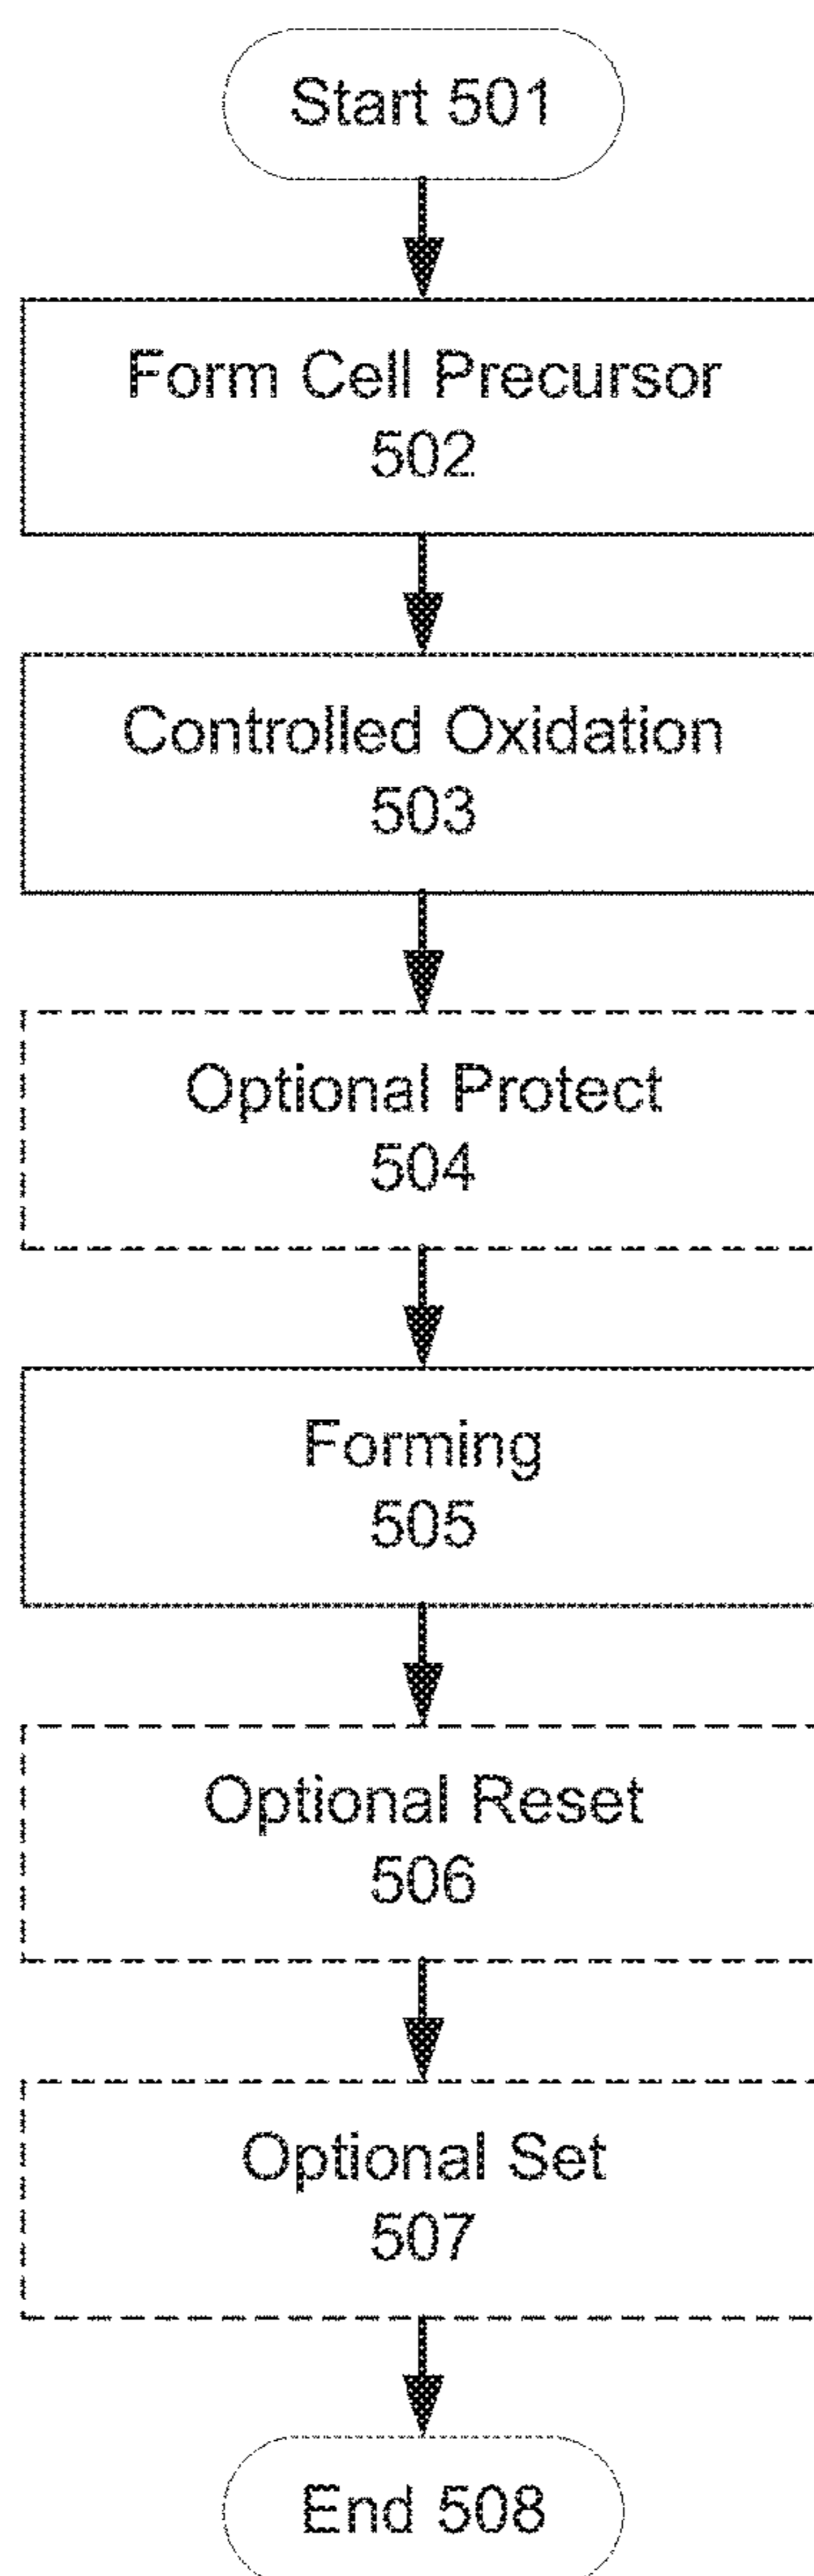 Start 501
Form Cell Precursor
502
Controlled Oxidation
503
Optional Protect
504
Forming
505
Optional Reset
506
Optional Set
507
End 508